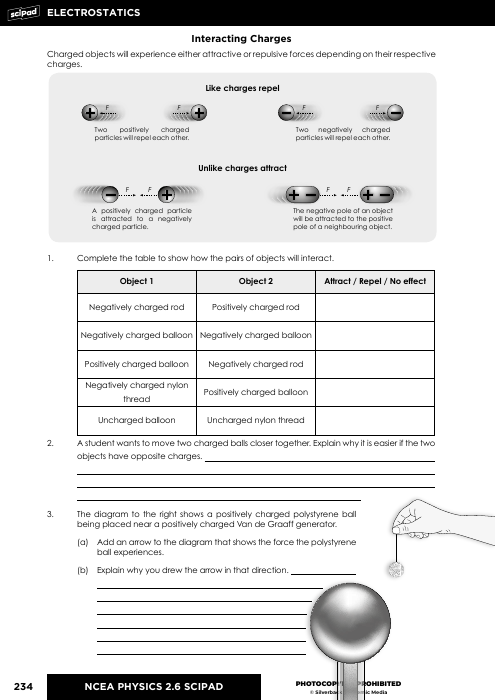 scipad ELECTROSTATICS
Interacting Charges
Charged objects will experience either attractive or repulsive forces depending on their respective
charges.
Like charges repel
+ F F +
− F F −
Two positively charged
particles will repel each other.
Two negatively charged
particles will repel each other.
Unlike charges attract
− F F +
+ − F F + −
A positively charged particle
is attracted to a negatively
charged particle.
The negative pole of an object
will be attracted to the positive
pole of a neighbouring object.
1. Complete the table to show how the pairs of objects will interact.
Object 1 Object 2 Attract / Repel / No effect
Negatively charged rod Positively charged rod
Negatively charged balloon Negatively charged balloon
Positively charged balloon Negatively charged rod
Negatively charged nylon
thread Positively charged balloon
Uncharged balloon Uncharged nylon thread
2. A student wants to move two charged balls closer together. Explain why it is easier if the two
objects have opposite charges.
3. The diagram to the right shows a positively charged polystyrene ball
being placed near a positively charged Van de Graaff generator.
(a) Add an arrow to the diagram that shows the force the polystyrene
ball experiences.
(b) Explain why you drew the arrow in that direction.
234 NCEA PHYSICS 2.6 SCIPAD